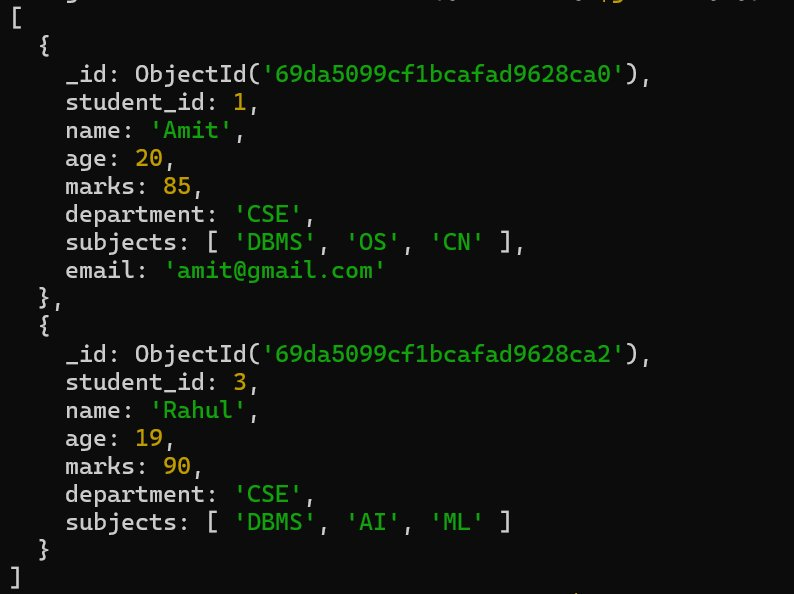 [
  {
    _id: ObjectId('69da5099cf1bcafad9628ca0'),
    student_id: 1,
    name: 'Amit',
    age: 20,
    marks: 85,
    department: 'CSE',
    subjects: [ 'DBMS', 'OS', 'CN' ],
    email: 'amit@gmail.com'
  },
  {
    _id: ObjectId('69da5099cf1bcafad9628ca2'),
    student_id: 3,
    name: 'Rahul',
    age: 19,
    marks: 90,
    department: 'CSE',
    subjects: [ 'DBMS', 'AI', 'ML' ]
  }
]